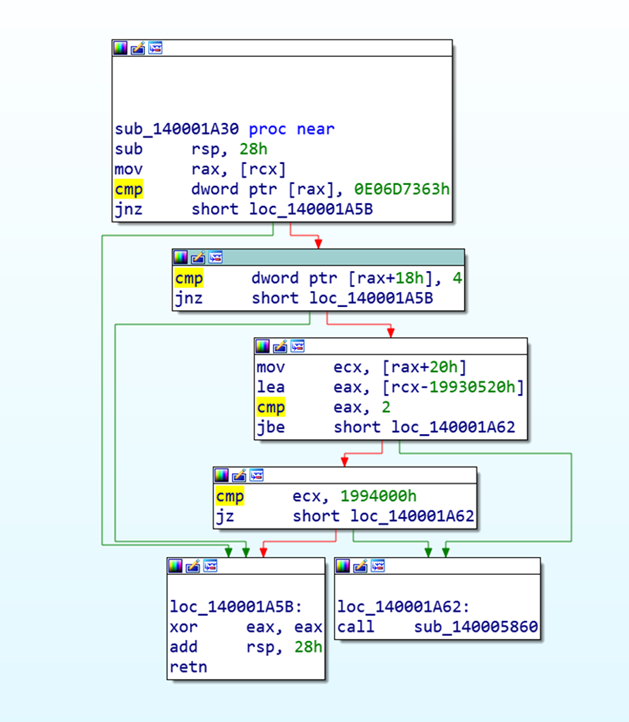 sub_140001A30 proc near
sub rsp, 28h
mov rax, [rcx]
cmp dword ptr [rax], 0E06D7363h
jnz short loc_140001A5B
cmp dword ptr [rax+18h], 4
jnz short loc_140001A5B
mov ecx, [rax+20h]
lea eax, [rcx-19930520h]
cmp eax, 2
jbe short loc_140001A62
cmp ecx, 1994000h
jz short loc_140001A62
loc_140001A5B:
xor eax, eax
add rsp, 28h
retn
loc_140001A62:
call sub_140005860